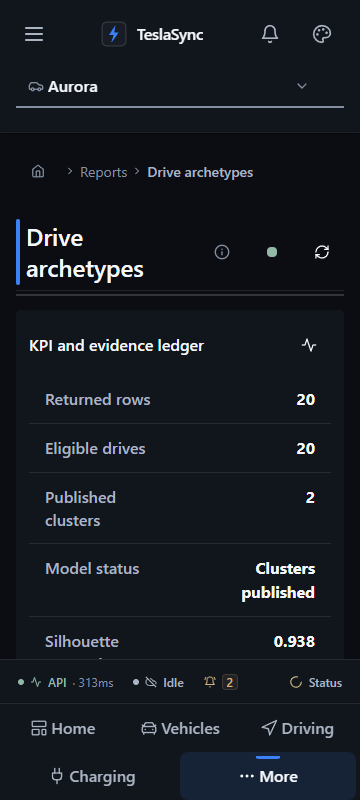 TeslaSync
Aurora
Reports
Drive archetypes
Drive
archetypes
KPI and evidence ledger
Returned rows 20
Eligible drives 20
Published
clusters 2
Model status Clusters
published
Silhouette 0.938
API · 313ms Idle 2 Status
Home Vehicles Driving
Charging More